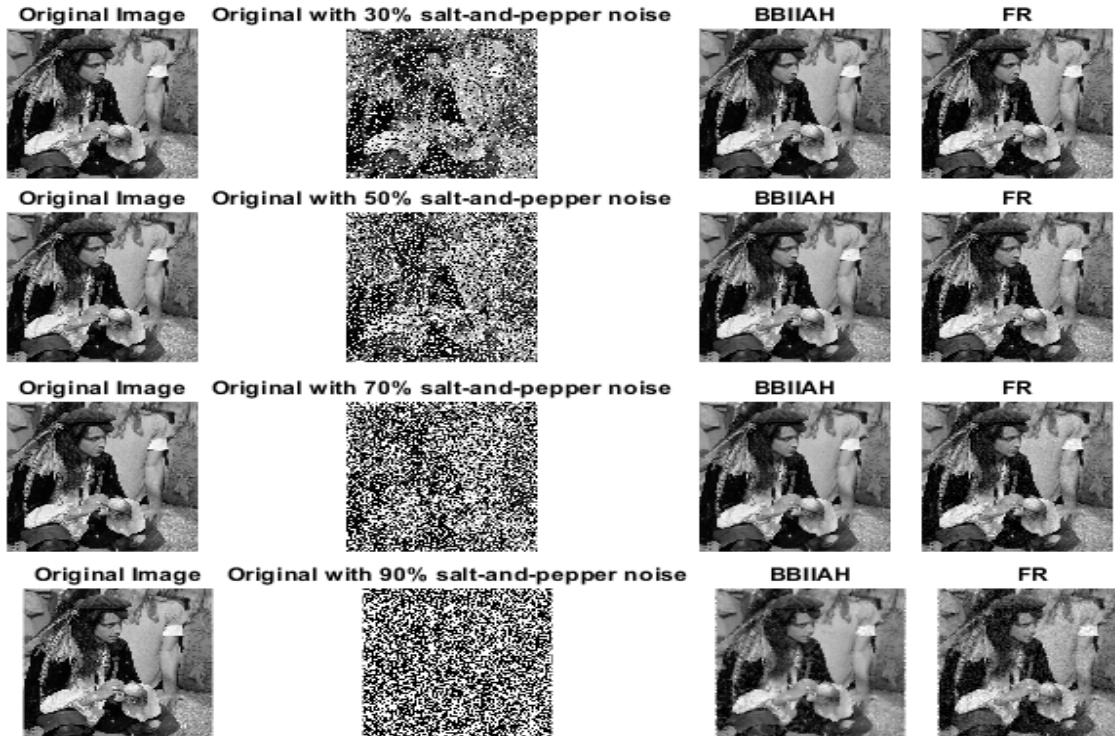 Original Image Original with 30% salt-and-pepper noise BBIIAH FR
Original Image Original with 50% salt-and-pepper noise BBIIAH FR
Original Image Original with 70% salt-and-pepper noise BBIIAH FR
Original Image Original with 90% salt-and-pepper noise BBIIAH FR